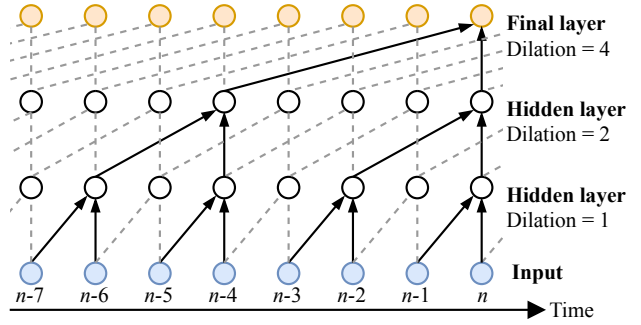 Final layer
Dilation = 4
Hidden layer
Dilation = 2
Hidden layer
Dilation = 1
Input
n-7 n-6 n-5 n-4 n-3 n-2 n-1 n
Time